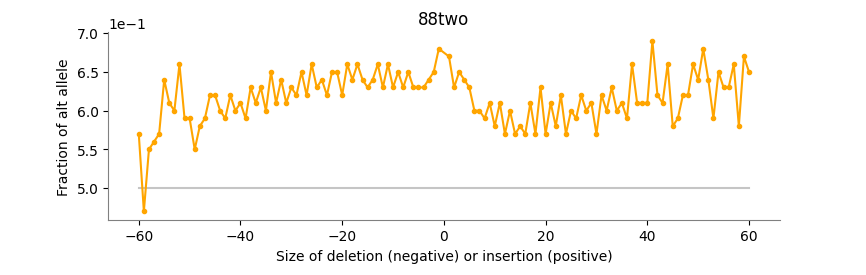 88two
1e−1
7.0
6.5
6.0
5.5
5.0
Fraction of alt allele
−60 −40 −20 0 20 40 60
Size of deletion (negative) or insertion (positive)